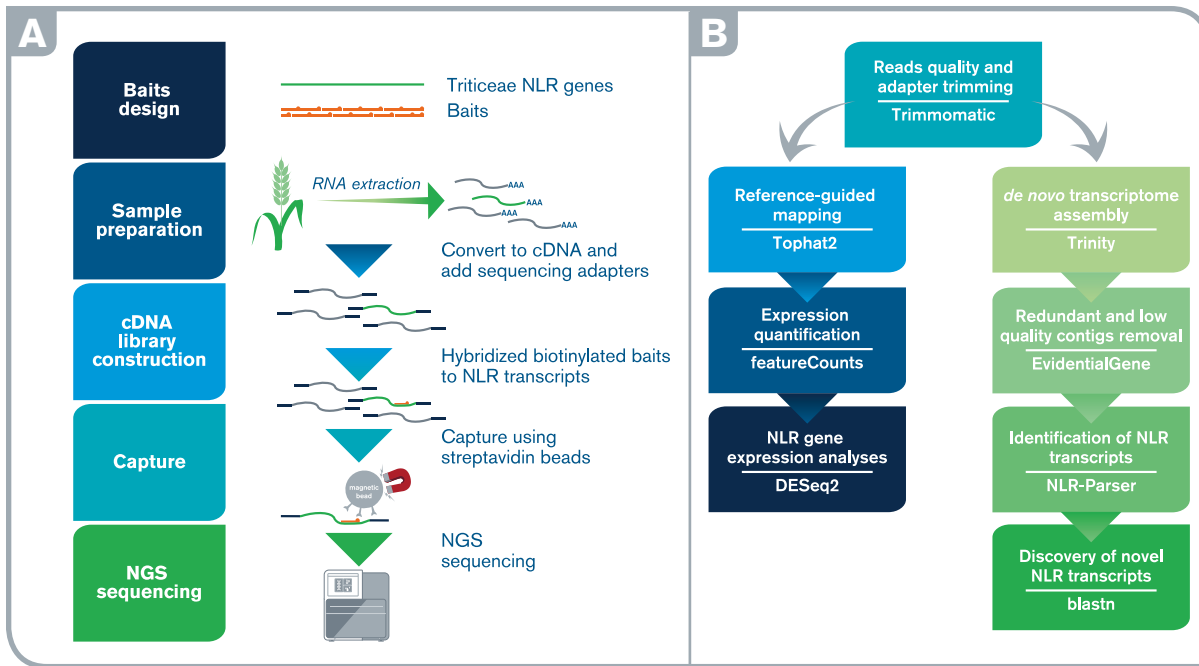 A
Baits
design
Triticeae NLR genes
Baits
Sample
preparation
RNA extraction
AAA
AAA
AAA
AAA
Convert to cDNA and
add sequencing adapters
cDNA
library
construction
Hybridized biotinylated baits
to NLR transcripts
Capture
Capture using
streptavidin beads
magnetic
bead
NGS
sequencing
NGS
sequencing
B
Reads quality and
adapter trimming
Trimmomatic
Reference-guided
mapping
Tophat2
Expression
quantification
featureCounts
NLR gene
expression analyses
DESeq2
de novo transcriptome
assembly
Trinity
Redundant and low
quality contigs removal
EvidentialGene
Identification of NLR
transcripts
NLR-Parser
Discovery of novel
NLR transcripts
blastn